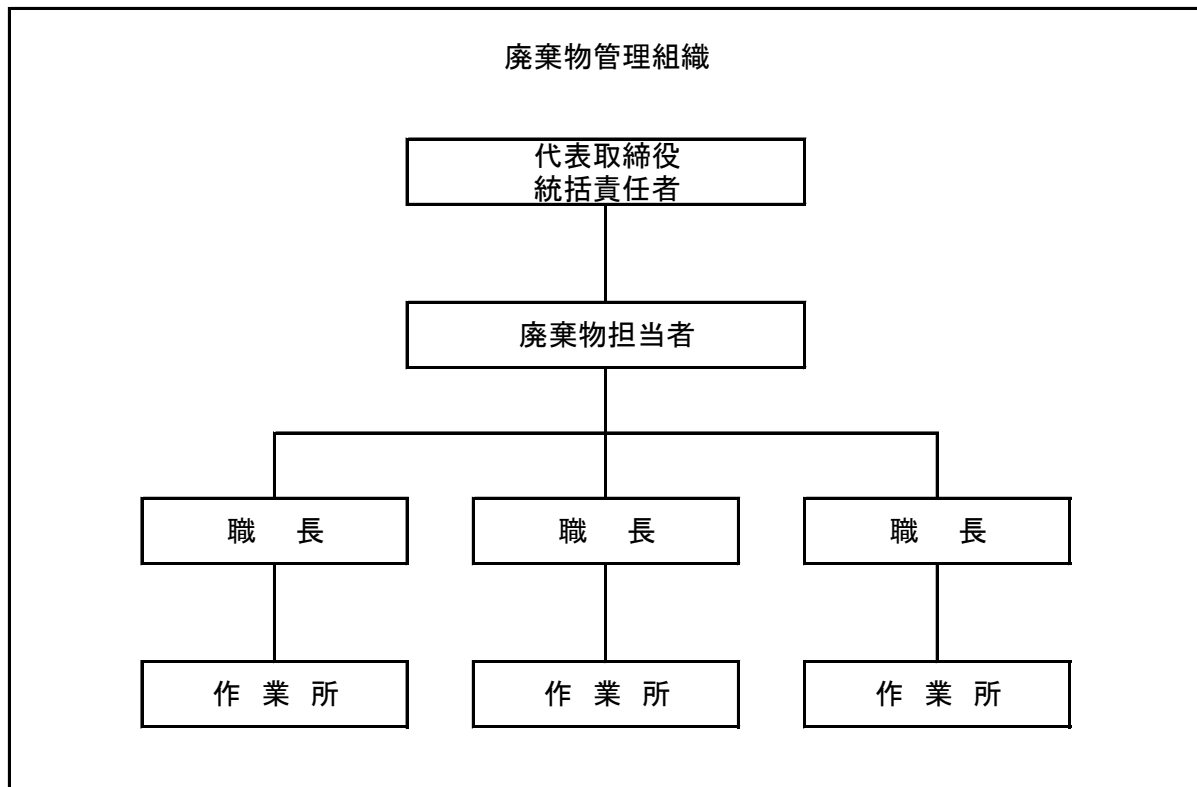 廃棄物管理組織
代表取締役
統括責任者
廃棄物担当者
職 長 職 長 職 長
作 業 所 作 業 所 作 業 所